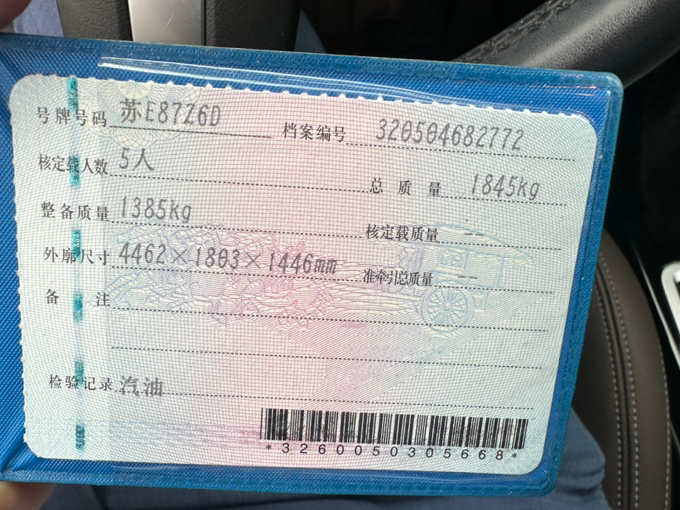 号牌号码 苏E87Z6D 档案编号 320504682772
核定载人数 5人 总质量 1845kg
整备质量 1385kg 核定载质量 --
外廓尺寸 4462×1803×1446mm 准牵引总质量 --
备注
检验记录 汽油
*3260050305668*